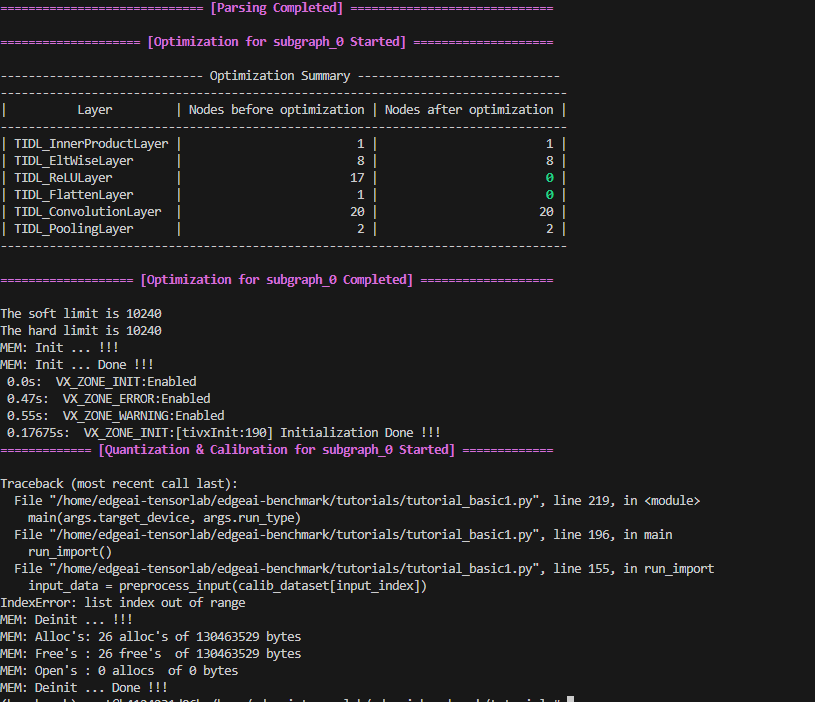 ============================= [Parsing Completed] =============================
==================== [Optimization for subgraph_0 Started] ====================
----------------------------- Optimization Summary -----------------------------
---------------------------------------------------------------------------------
|          Layer         | Nodes before optimization | Nodes after optimization |
---------------------------------------------------------------------------------
| TIDL_InnerProductLayer |                         1 |                        1 |
| TIDL_EltWiseLayer      |                         8 |                        8 |
| TIDL_ReLULayer         |                        17 |                        0 |
| TIDL_FlattenLayer      |                         1 |                        0 |
| TIDL_ConvolutionLayer  |                        20 |                       20 |
| TIDL_PoolingLayer      |                         2 |                        2 |
---------------------------------------------------------------------------------
=================== [Optimization for subgraph_0 Completed] ===================
The soft limit is 10240
The hard limit is 10240
MEM: Init ... !!!
MEM: Init ... Done !!!
 0.0s:  VX_ZONE_INIT:Enabled
 0.47s:  VX_ZONE_ERROR:Enabled
 0.55s:  VX_ZONE_WARNING:Enabled
 0.17675s:  VX_ZONE_INIT:[tivxInit:190] Initialization Done !!!
============= [Quantization & Calibration for subgraph_0 Started] =============
Traceback (most recent call last):
  File "/home/edgeai-tensorlab/edgeai-benchmark/tutorials/tutorial_basic1.py", line 219, in <module>
    main(args.target_device, args.run_type)
  File "/home/edgeai-tensorlab/edgeai-benchmark/tutorials/tutorial_basic1.py", line 196, in main
    run_import()
  File "/home/edgeai-tensorlab/edgeai-benchmark/tutorials/tutorial_basic1.py", line 155, in run_import
    input_data = preprocess_input(calib_dataset[input_index])
IndexError: list index out of range
MEM: Deinit ... !!!
MEM: Alloc's: 26 alloc's of 130463529 bytes
MEM: Free's : 26 free's  of 130463529 bytes
MEM: Open's : 0 allocs  of 0 bytes
MEM: Deinit ... Done !!!